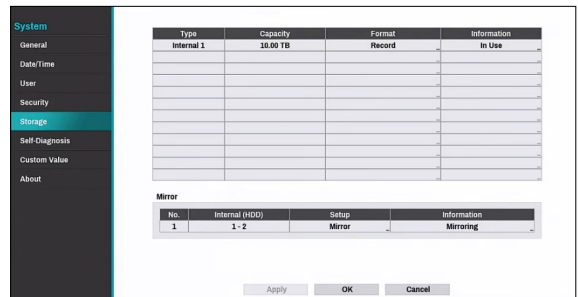 System
General
Date/Time
User
Security
Storage
Self-Diagnosis
Custom Value
About
Type Capacity Format Information
Internal 1 10.00 TB Record ... In Use ...
Mirror
No. Internal (HDD) Setup Information
1 1 - 2 Mirror ... Mirroring ...
Apply OK Cancel